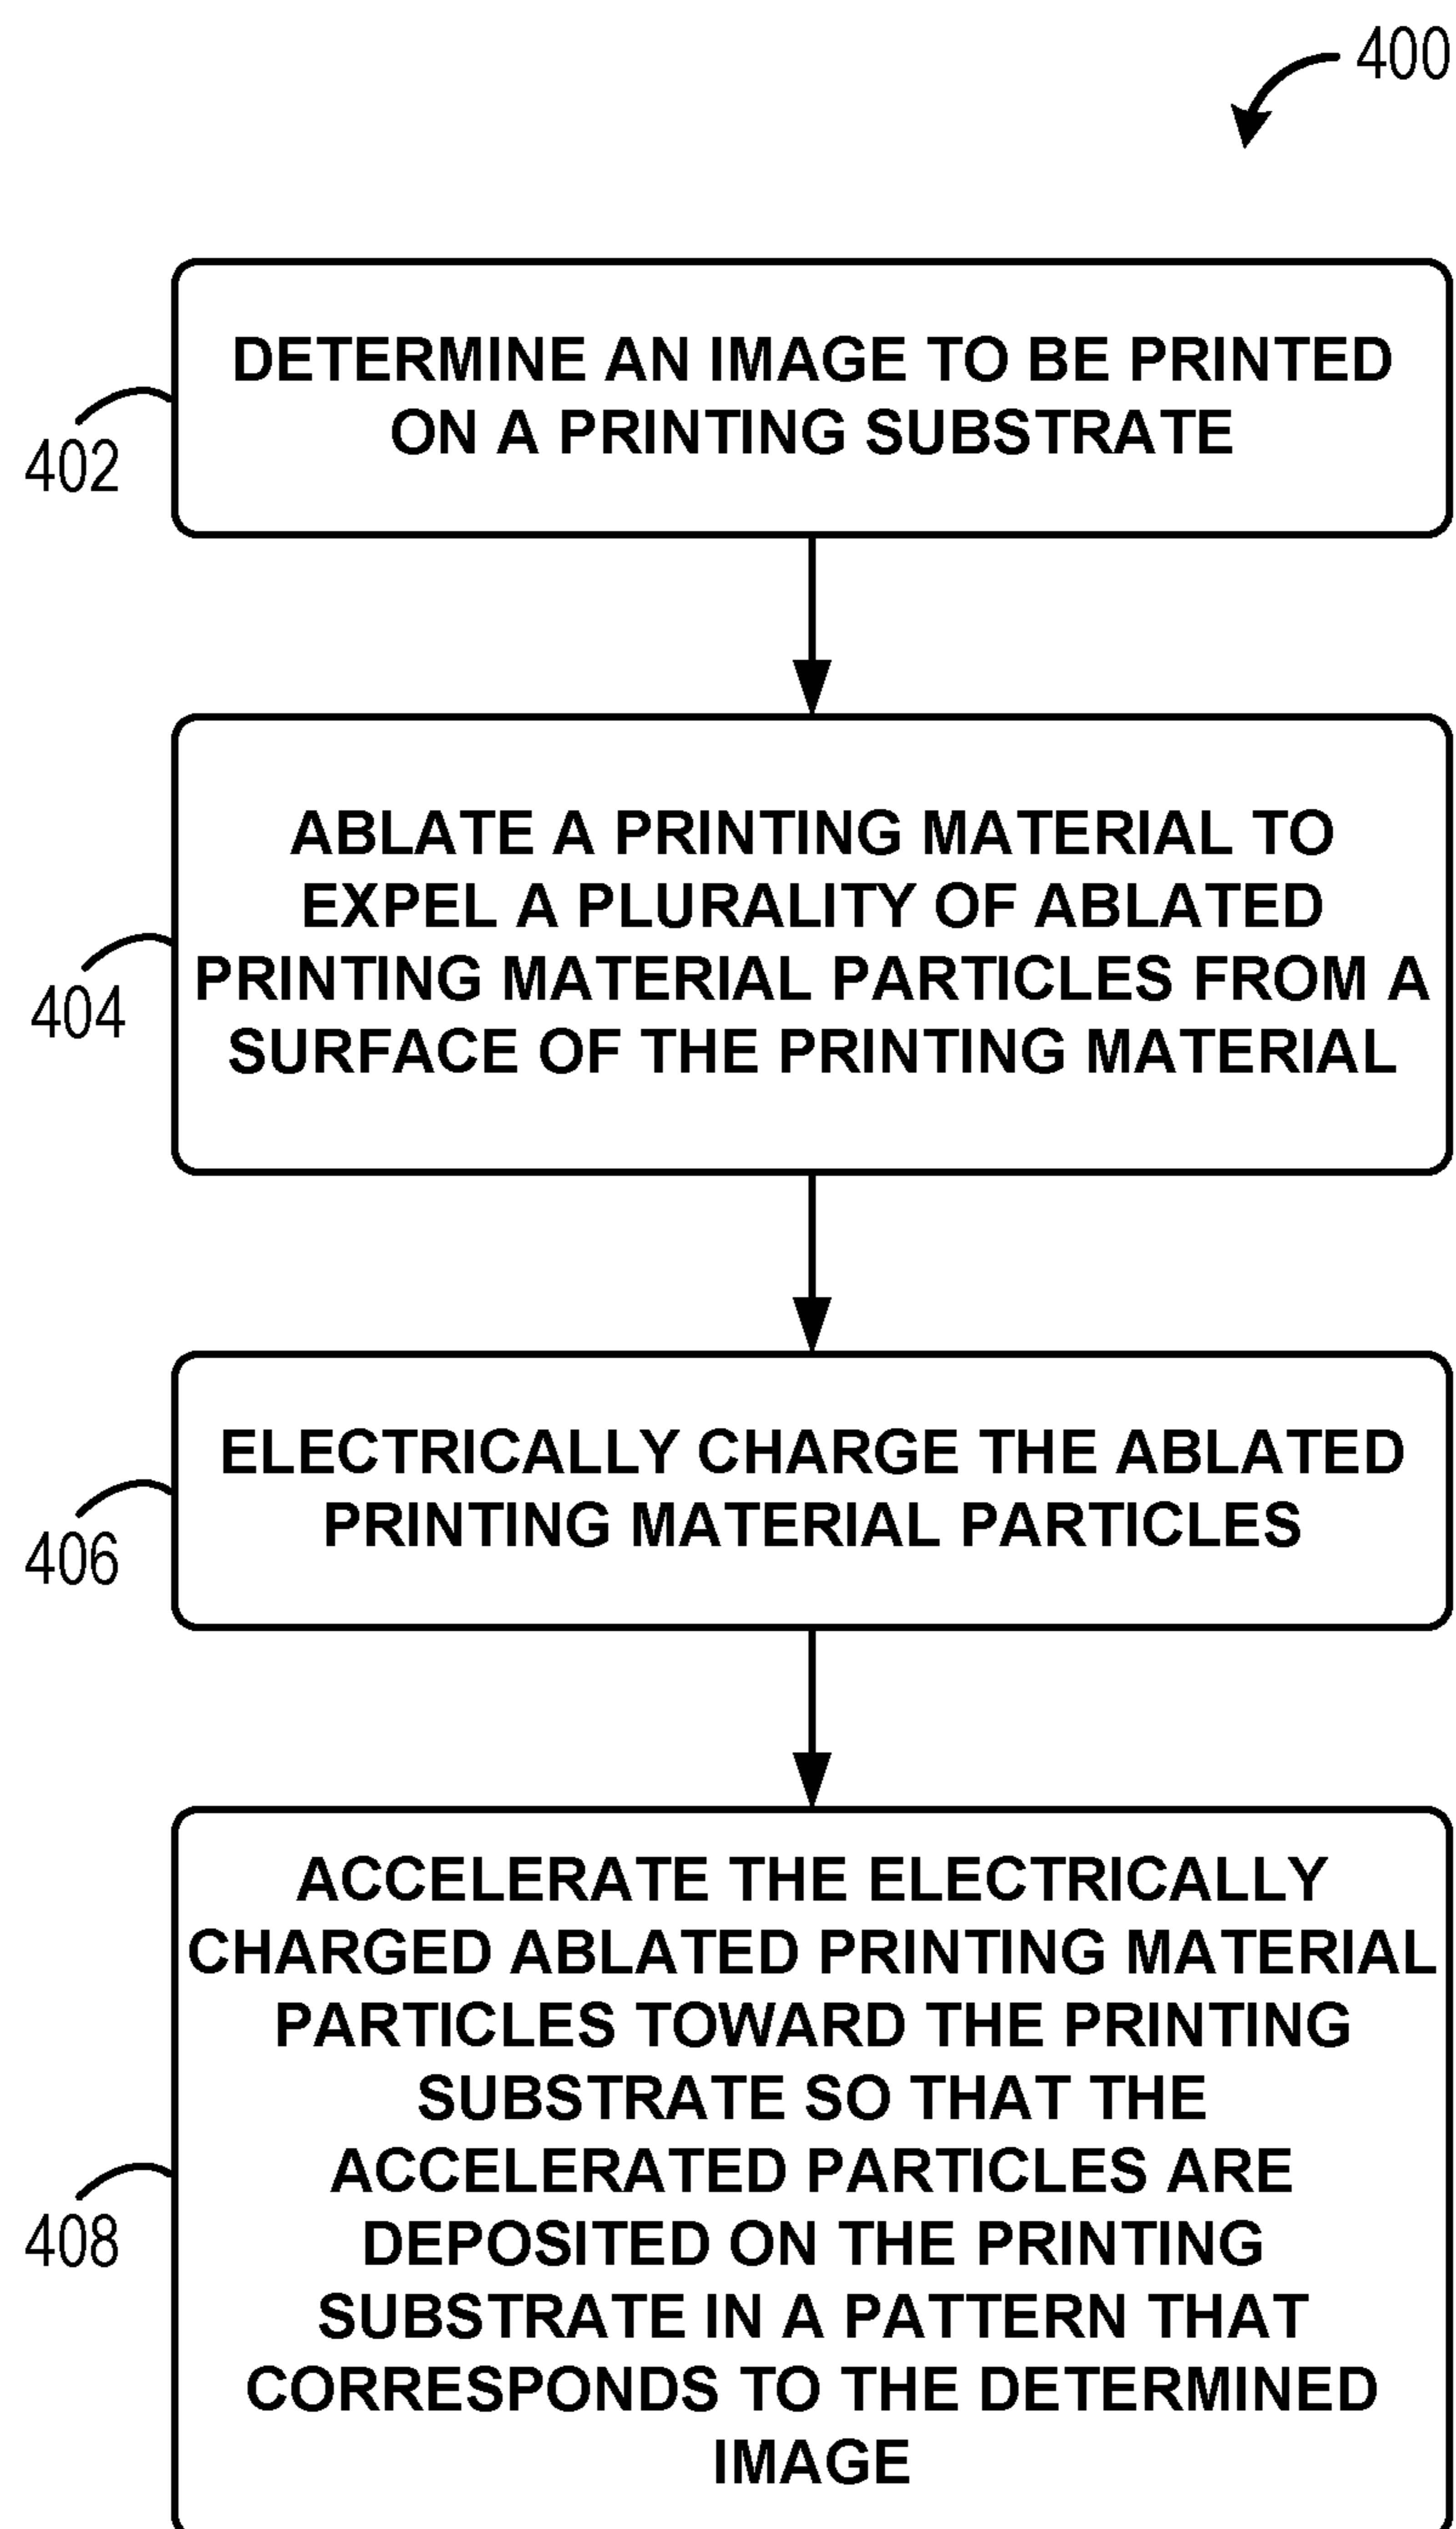 400
DETERMINE AN IMAGE TO BE PRINTED
ON A PRINTING SUBSTRATE
402
ABLATE A PRINTING MATERIAL TO
EXPEL A PLURALITY OF ABLATED
PRINTING MATERIAL PARTICLES FROM A
SURFACE OF THE PRINTING MATERIAL
404
ELECTRICALLY CHARGE THE ABLATED
PRINTING MATERIAL PARTICLES
406
ACCELERATE THE ELECTRICALLY
CHARGED ABLATED PRINTING MATERIAL
PARTICLES TOWARD THE PRINTING
SUBSTRATE SO THAT THE
ACCELERATED PARTICLES ARE
DEPOSITED ON THE PRINTING
SUBSTRATE IN A PATTERN THAT
CORRESPONDS TO THE DETERMINED
IMAGE
408